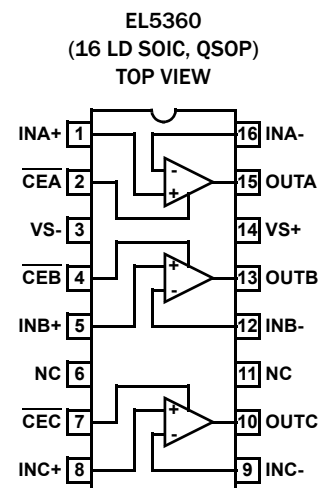 EL5360
(16 LD SOIC, QSOP)
TOP VIEW
INA+ 1 16 INA-
CEA 2 15 OUTA
VS- 3 14 VS+
CEB 4 13 OUTB
INB+ 5 12 INB-
NC 6 11 NC
CEC 7 10 OUTC
INC+ 8 9 INC-
- +
+ -
+ -